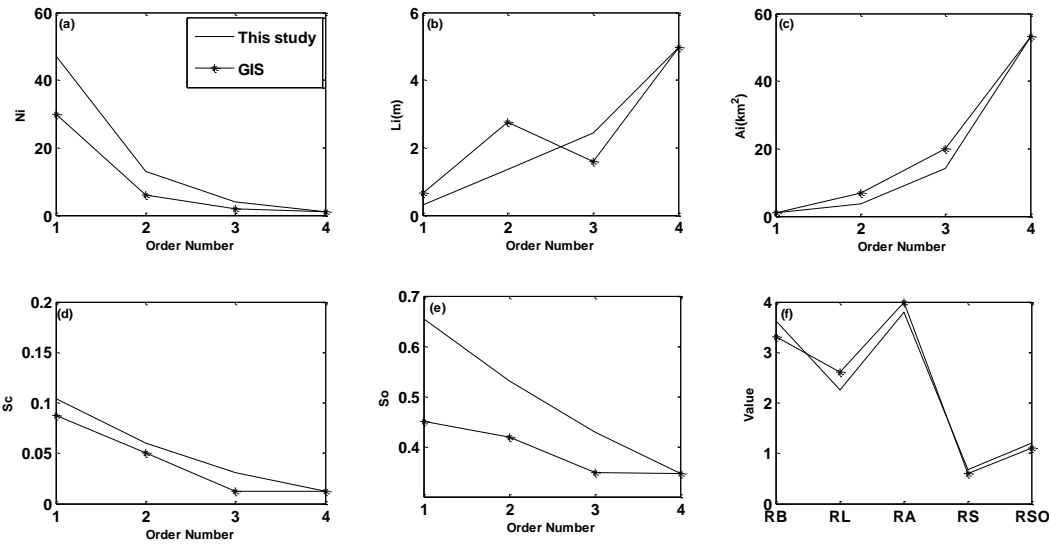 (a)
This study
GIS
60
40
20
0
Ni
1 2 3 4
Order Number
(b)
6
4
2
0
Li(m)
1 2 3 4
Order Number
(c)
60
40
20
0
Ai(km²)
1 2 3 4
Order Number
(d)
0.2
0.15
0.1
0.05
0
Sc
1 2 3 4
Order Number
(e)
0.7
0.6
0.5
0.4
So
1 2 3 4
Order Number
(f)
4
3
2
1
0
Value
RB RL RA RS RSO